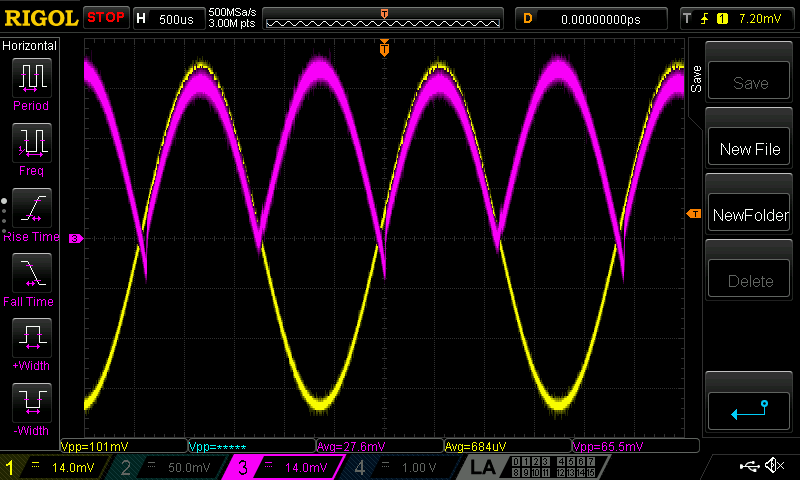 RIGOL STOP H 500us 500MSa/s 3.00M pts D 0.00000000ps T 1 7.20mV
Horizontal
Period
Freq
Rise Time
Fall Time
+Width
-Width
T
T
3
Save
Save
New File
NewFolder
Delete
Vpp=101mV Vpp=***** Avg=27.6mV Avg=684uV Vpp=65.5mV
1 14.0mV 2 50.0mV 3 14.0mV 4 1.00 V LA 0 1 2 3 4 5 6 7
8 9 10 11 12 13 14 15